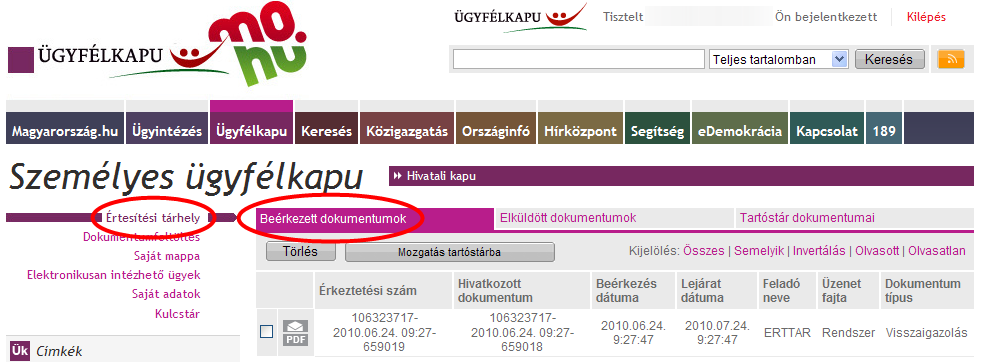 ÜGYFÉLKAPU mo.hu
ÜGYFÉLKAPU Tisztelt Ön bejelentkezett Kilépés
Teljes tartalomban Keresés
Magyarország.hu Ügyintézés Ügyfélkapu Keresés Közigazgatás Országinfó Hírközpont Segítség eDemokrácia Kapcsolat 189
Személyes ügyfélkapu
Hivatali kapu
Értesítési tárhely
Dokumentumfeltöltés
Saját mappa
Elektronikusan intézhető ügyek
Saját adatok
Kulcstár
Ük Címkék
Beérkezett dokumentumok Elküldött dokumentumok Tartóstár dokumentumai
Törlés Mozgatás tartóstárba Kijelölés: Összes | Semelyik | Invertálás | Olvasott | Olvasatlan
Érkeztetési szám Hivatkozott dokumentum Beérkezés dátuma Lejárat dátuma Feladó neve Üzenet fajta Dokumentum típus
PDF 106323717-2010.06.24. 09:27-659019 106323717-2010.06.24. 09:27-659018 2010.06.24. 9:27:47 2010.07.24. 9:27:47 ERTTAR Rendszer Visszaigazolás